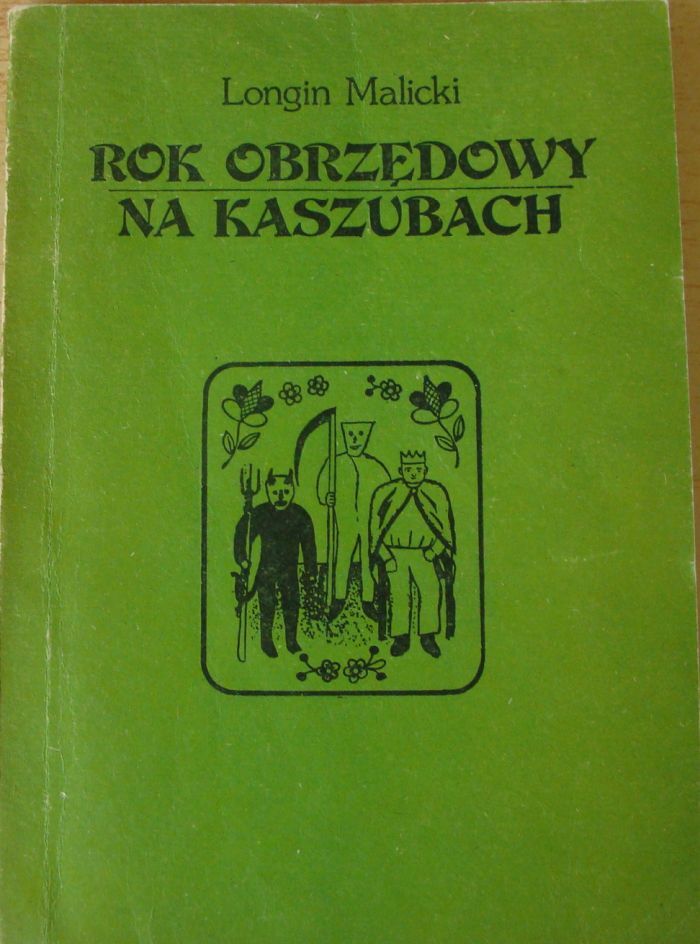 Longin Malicki
ROK OBRZĘDOWY
NA KASZUBACH